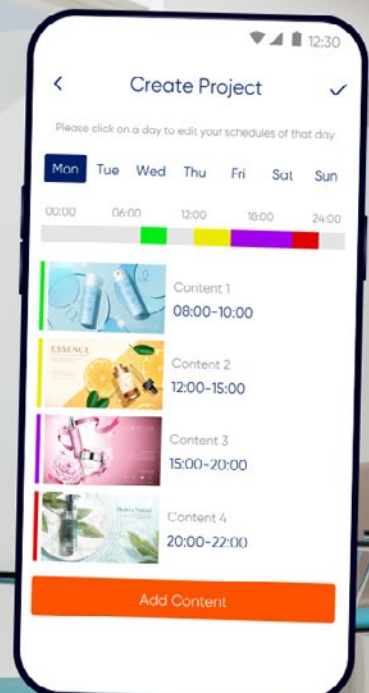 12:30
Create Project
Please click on a day to edit your schedules of that day
Mon Tue Wed Thu Fri Sat Sun
00:00 06:00 12:00 18:00 24:00
Content 1
08:00-10:00
ESSENCE
Content 2
12:00-15:00
Content 3
15:00-20:00
Content 4
20:00-22:00
Add Content